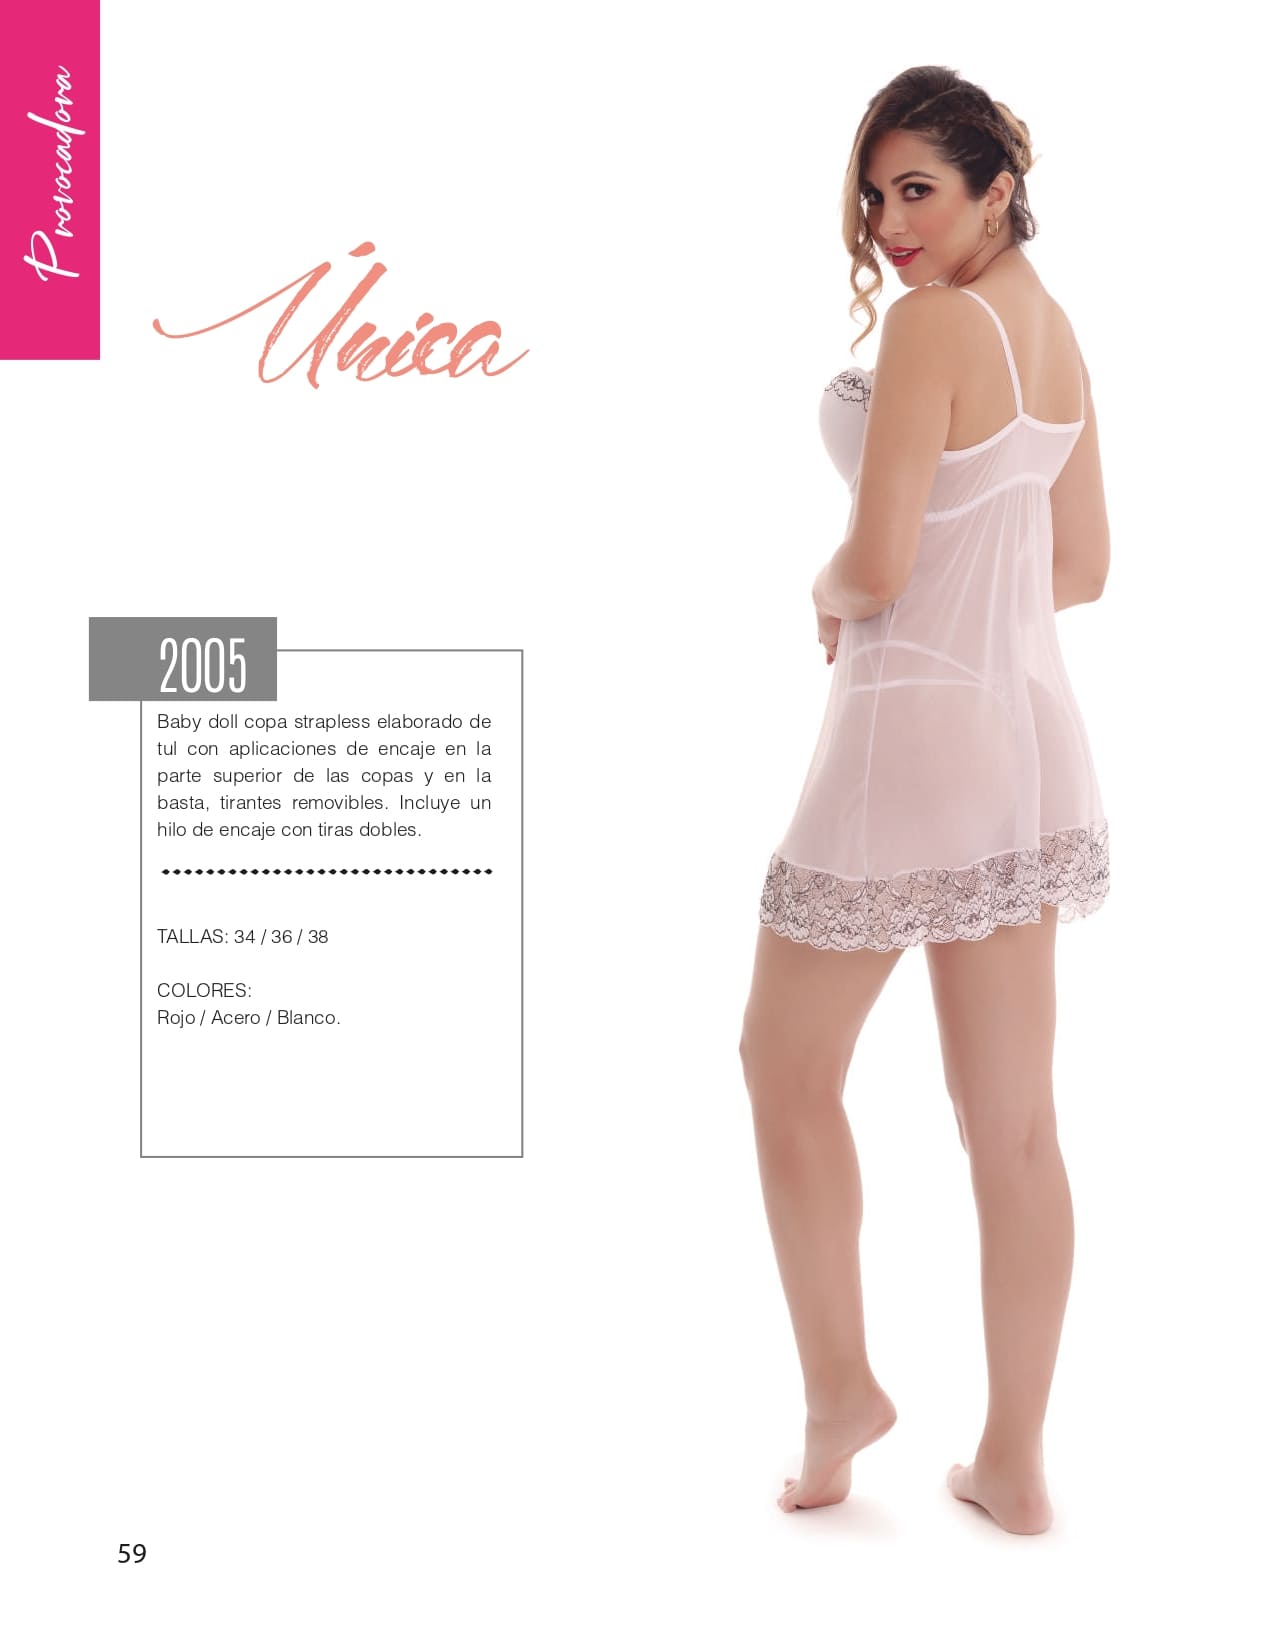 Provocadora
Única
2005
Baby doll copa strapless elaborado de
tul con aplicaciones de encaje en la
parte superior de las copas y en la
basta, tirantes removibles. Incluye un
hilo de encaje con tiras dobles.
TALLAS: 34 / 36 / 38
COLORES:
Rojo / Acero / Blanco.
59